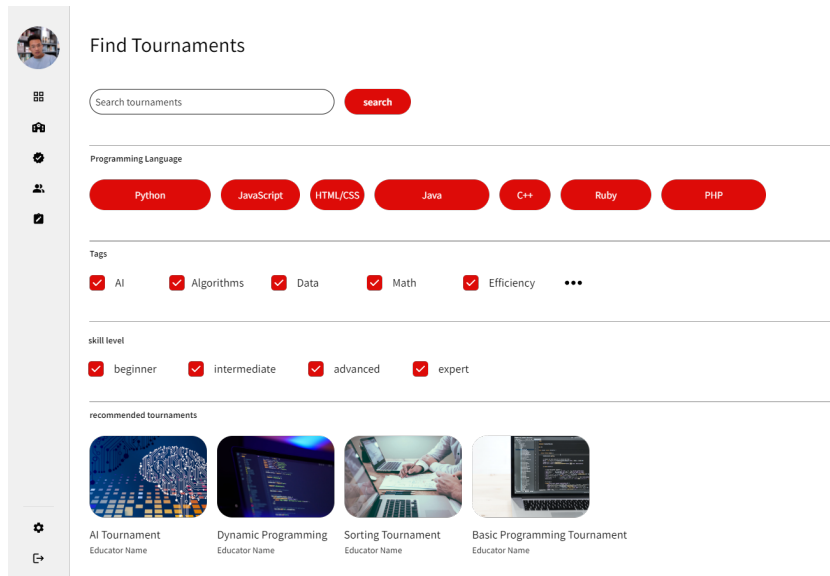 Find Tournaments
Search tournaments
search
Programming Language
Python JavaScript HTML/CSS Java C++ Ruby PHP
Tags
AI Algorithms Data Math Efficiency
skill level
beginner intermediate advanced expert
recommended tournaments
AI Tournament Dynamic Programming Sorting Tournament Basic Programming Tournament
Educator Name Educator Name Educator Name Educator Name